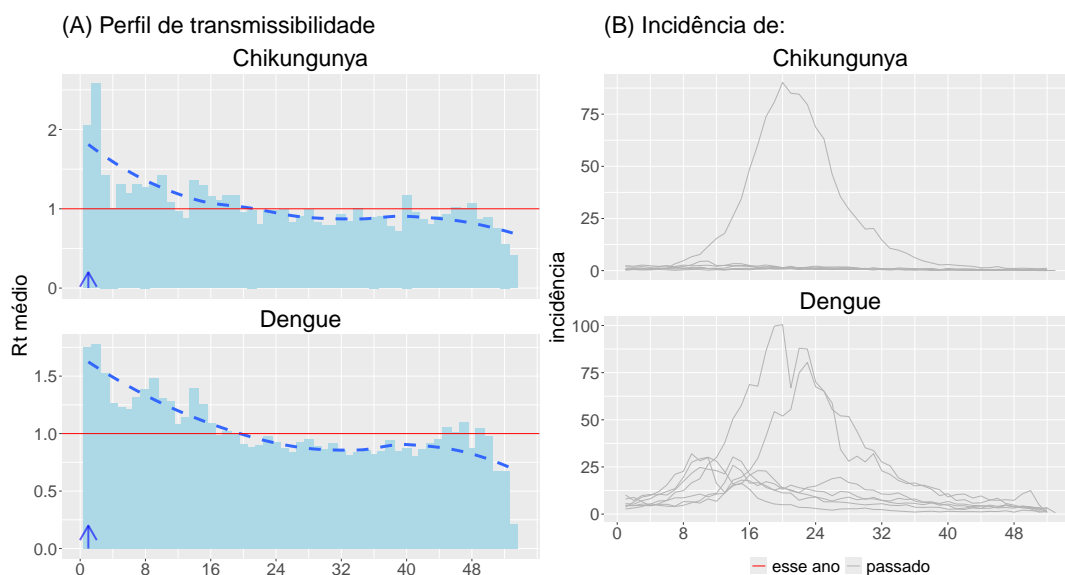 (A) Perfil de transmissibilidade
Chikungunya
2
1
0
Dengue
1.5
1.0
0.5
0.0
0 8 16 24 32 40 48
Rt médio
(B) Incidência de:
Chikungunya
75
50
25
0
Dengue
100
75
50
25
0
0 8 16 24 32 40 48
incidência
esse ano passado